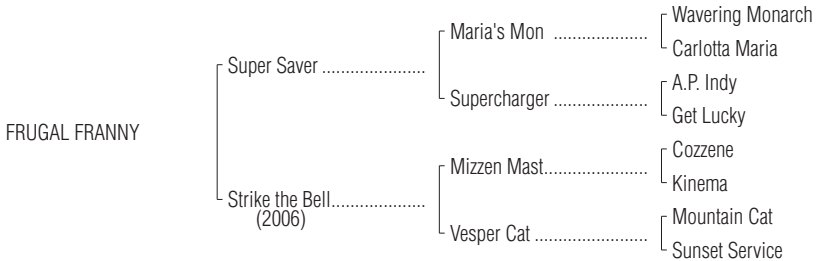 Wavering Monarch
Maria's Mon ......................
Carlotta Maria
Super Saver ......................
A.P. Indy
Supercharger ......................
Get Lucky
FRUGAL FRANNY
Cozzene
Mizzen Mast......................
Kinema
Strike the Bell......................
(2006)
Mountain Cat
Vesper Cat ......................
Sunset Service